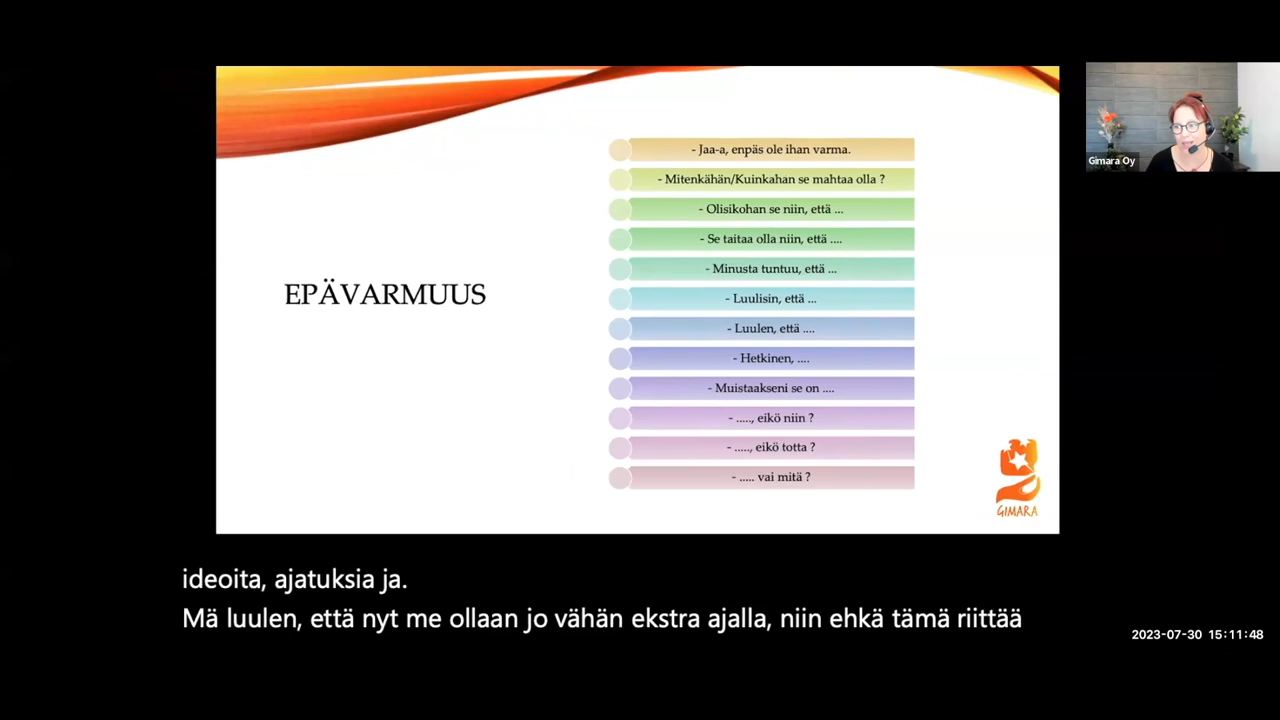 - Jaa-a, enpäs ole ihan varma.
- Mitenkähän/Kuinkahan se mahtaa olla ?
- Olisikohan se niin, että ...
- Se taitaa olla niin, että ....
- Minusta tuntuu, että ...
- Luulisin, että ...
- Luulen, että ....
- Hetkinen, ....
- Muistaakseni se on ....
- ....., eikö niin ?
- ....., eikö totta ?
- ..... vai mitä ?
EPÄVARMUUS
GIMARA
Gimara Oy
ideoita, ajatuksia ja.
Mä luulen, että nyt me ollaan jo vähän ekstra ajalla, niin ehkä tämä riittää
2023-07-30 15:11:48